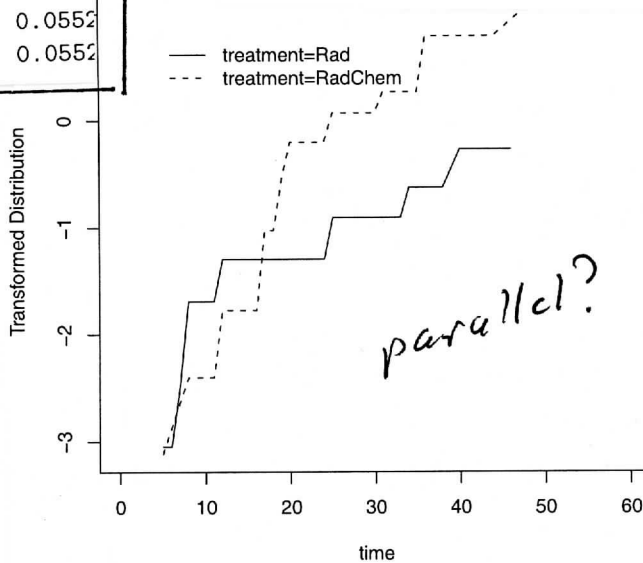 0.0552
0.0552
treatment=Rad
treatment=RadChem
Transformed Distribution
0
-1
-2
-3
parallel?
0 10 20 30 40 50 60
time